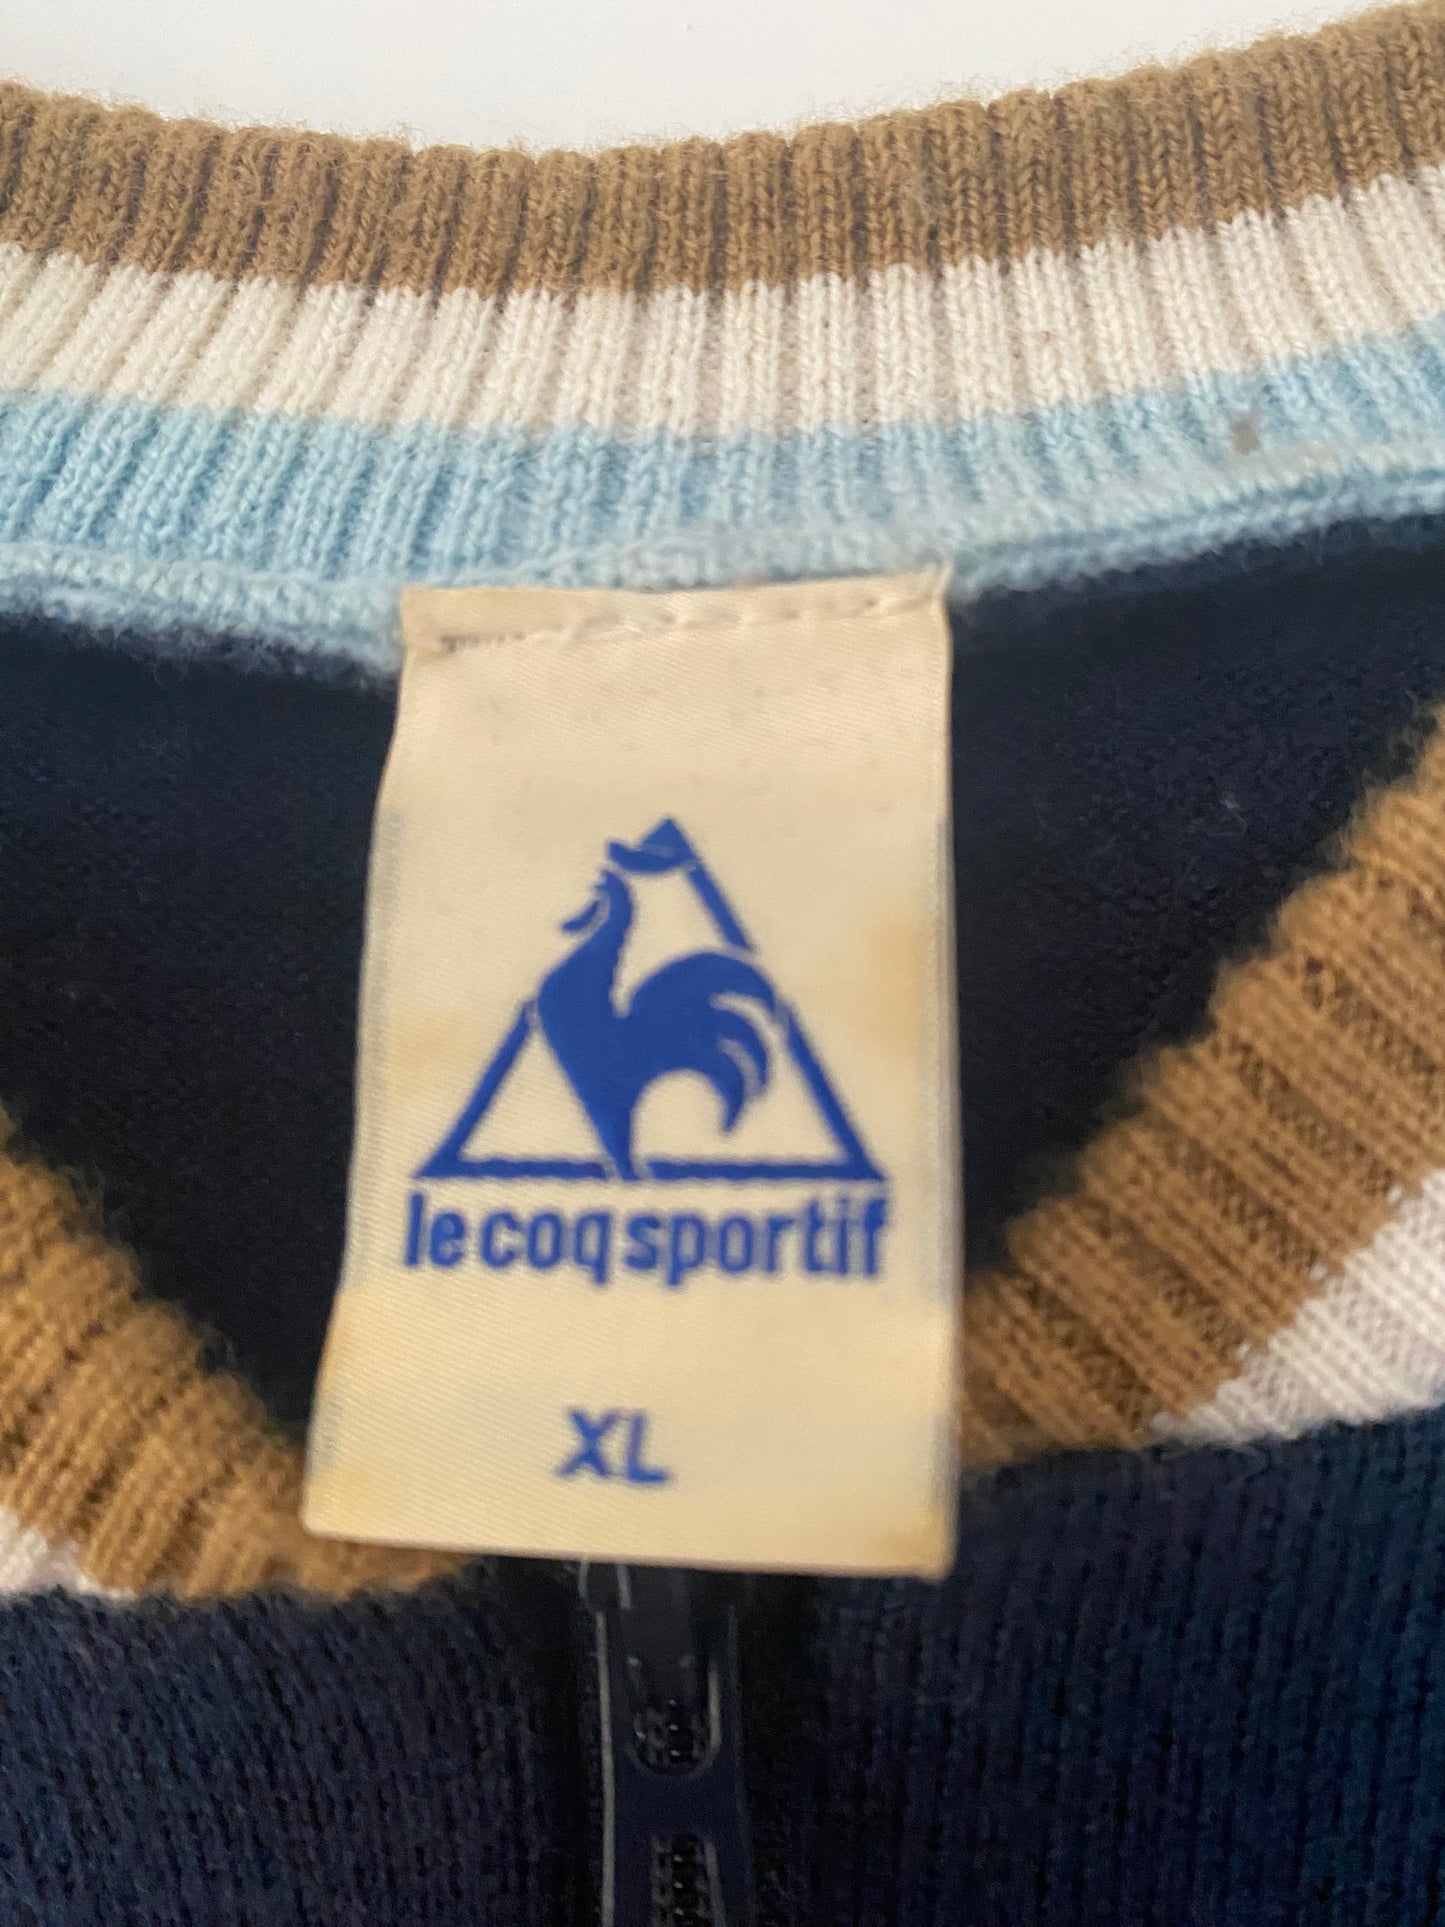 le coq sportif
XL